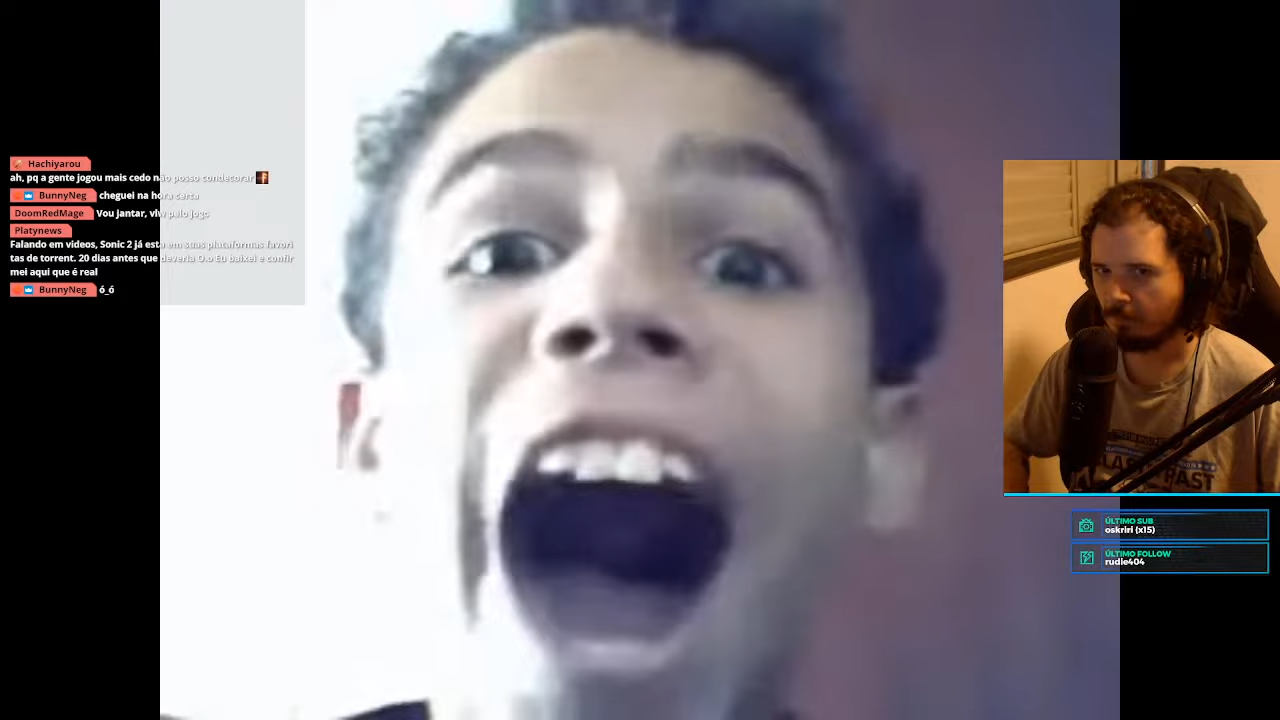 Hachiyarou
ah, pq a gente jogou mais cedo não posso condecorar
BunnyNeg cheguei na hora certa
DoomRedMage Vou jantar, vlw pelo jogo
Platynews
Falando em videos, Sonic 2 já esta em suas plataformas favori
tas de torrent. 20 dias antes que deveria O.o Eu baixei e confir
mei aqui que é real
BunnyNeg ó_ó
ÚLTIMO SUB
oskriri (x15)
ÚLTIMO FOLLOW
rudie404